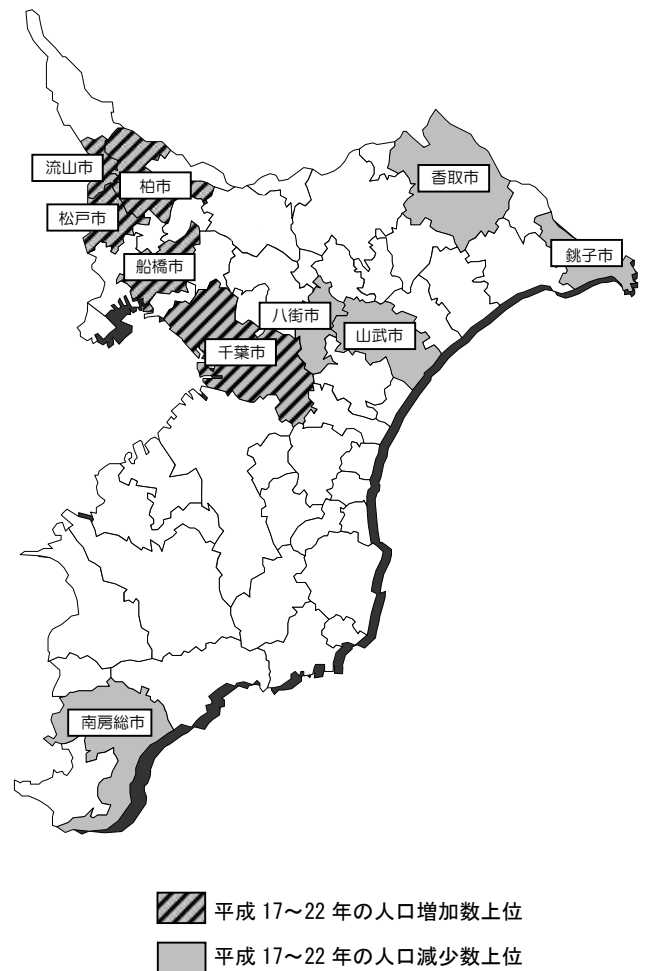 流山市
柏市
松戸市
船橋市
千葉市
八街市
山武市
香取市
銚子市
南房総市
平成 17～22 年の人口増加数上位
平成 17～22 年の人口減少数上位